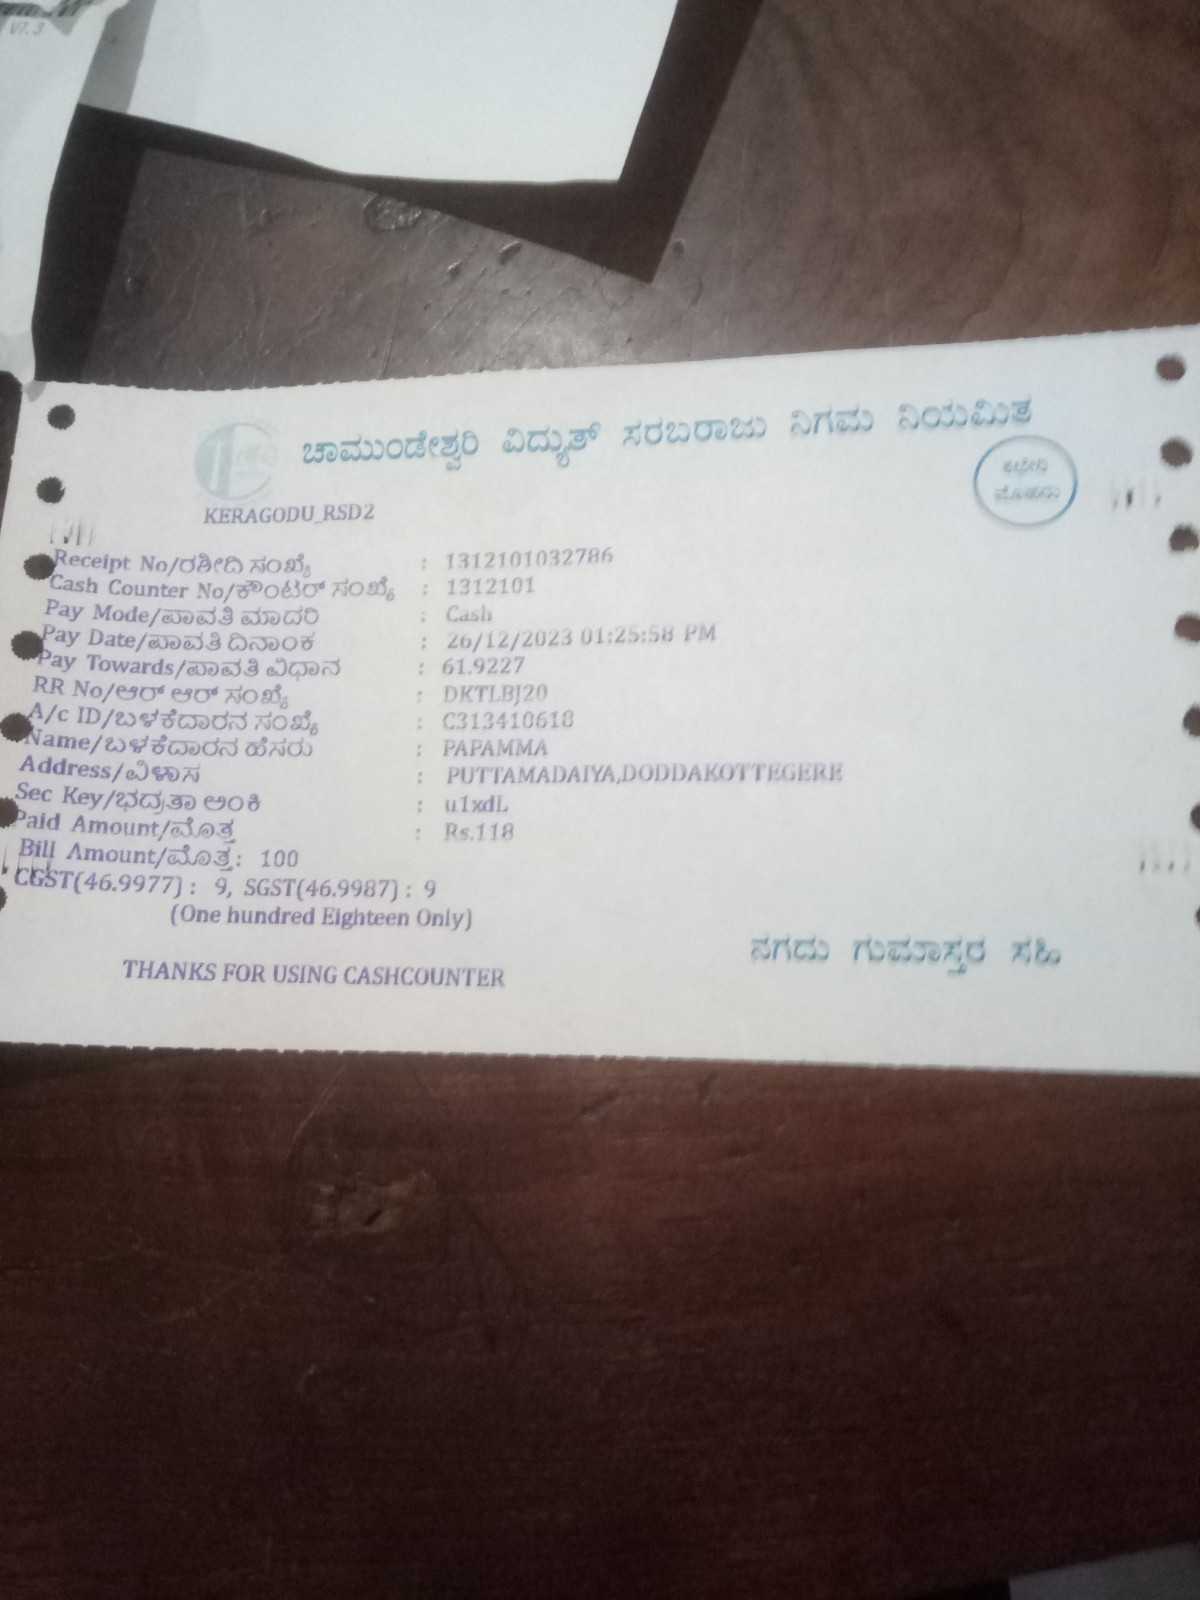 V7.3
ಚಾಮುಂಡೇಶ್ವರಿ ವಿದ್ಯುತ್ ಸರಬರಾಜು ನಿಗಮ ನಿಯಮಿತ
ಕಛೇರಿ
ಮೊಹರು
KERAGODU_RSD2
Receipt No/ರಶೀದಿ ಸಂಖ್ಯೆ : 1312101032786
Cash Counter No/ಕೌಂಟರ್ ಸಂಖ್ಯೆ : 1312101
Pay Mode/ಪಾವತಿ ಮಾದರಿ : Cash
Pay Date/ಪಾವತಿ ದಿನಾಂಕ : 26/12/2023 01:25:58 PM
Pay Towards/ಪಾವತಿ ವಿಧಾನ : 61.9227
RR No/ಆರ್ ಆರ್ ಸಂಖ್ಯೆ : DKTLBJ20
A/c ID/ಬಳಕೆದಾರನ ಸಂಖ್ಯೆ : C313410618
Name/ಬಳಕೆದಾರನ ಹೆಸರು : PAPAMMA
Address/ವಿಳಾಸ : PUTTAMADAIYA,DODDAKOTTEGERE
Sec Key/ಭದ್ರತಾ ಅಂಕಿ : u1xdL
Paid Amount/ಮೊತ್ತ : Rs.118
Bill Amount/ಮೊತ್ತ: 100
CGST(46.9977) : 9, SGST(46.9987) : 9
(One hundred Eighteen Only)
ನಗದು ಗುಮಾಸ್ತರ ಸಹಿ
THANKS FOR USING CASHCOUNTER